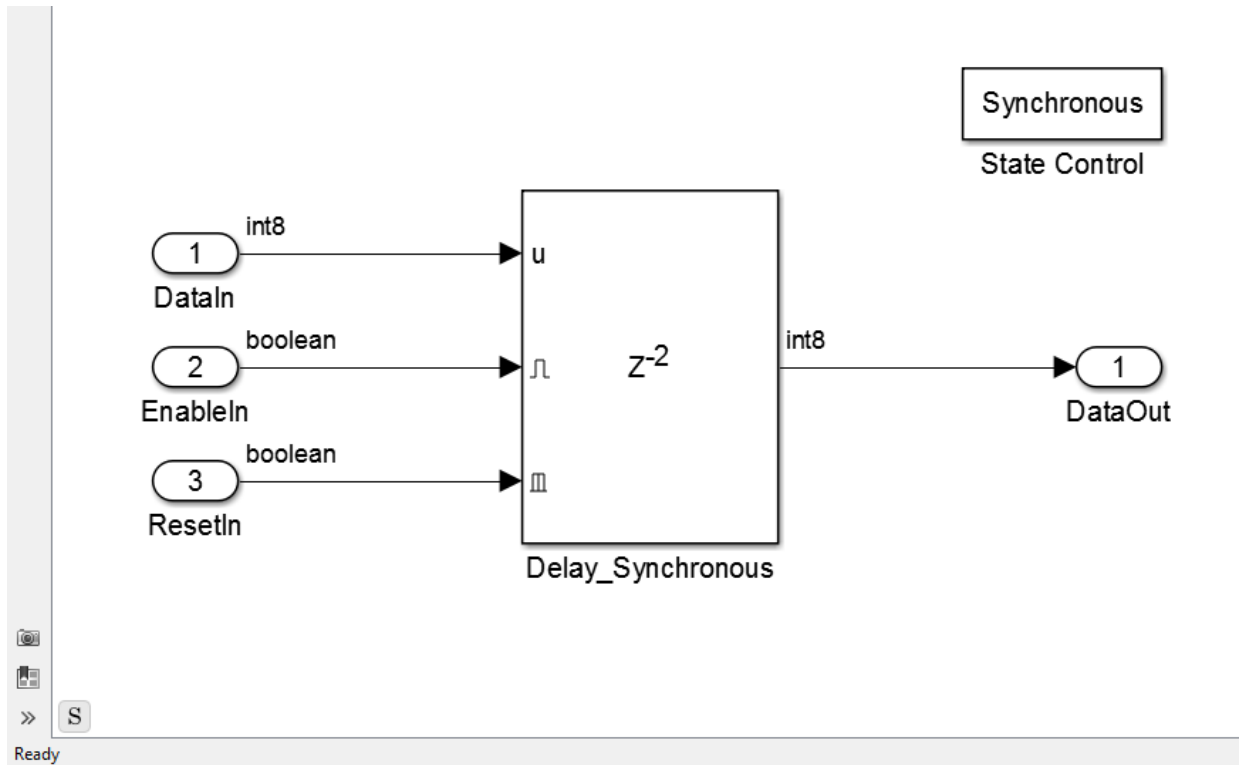 Synchronous
State Control
int8
1
u
DataIn
boolean
2
EnableIn
z-2
int8
1
DataOut
boolean
3
ResetIn
Delay_Synchronous
S
Ready